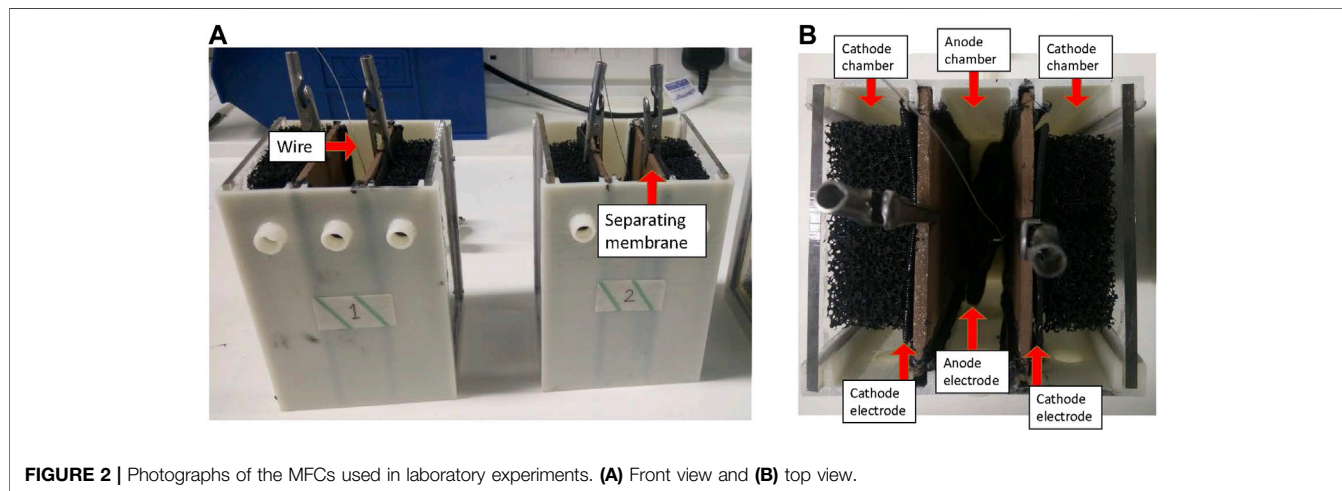 A
Wire
Separating
membrane
1
2
B
Cathode
chamber
Anode
chamber
Cathode
chamber
Cathode
electrode
Anode
electrode
Cathode
electrode
FIGURE 2 | Photographs of the MFCs used in laboratory experiments. (A) Front view and (B) top view.